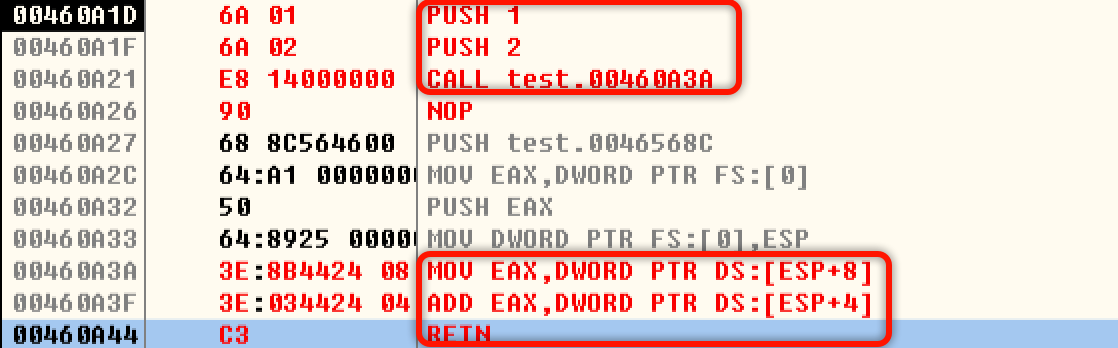 00460A1D 6A 01 PUSH 1
00460A1F 6A 02 PUSH 2
00460A21 E8 14000000 CALL test.00460A3A
00460A26 90 NOP
00460A27 68 8C564600 PUSH test.0046568C
00460A2C 64:A1 0000000 MOV EAX,DWORD PTR FS:[0]
00460A32 50 PUSH EAX
00460A33 64:8925 0000 MOV DWORD PTR FS:[0],ESP
00460A3A 3E:8B4424 08 MOV EAX,DWORD PTR DS:[ESP+8]
00460A3F 3E:034424 04 ADD EAX,DWORD PTR DS:[ESP+4]
00460A44 C3 RETN